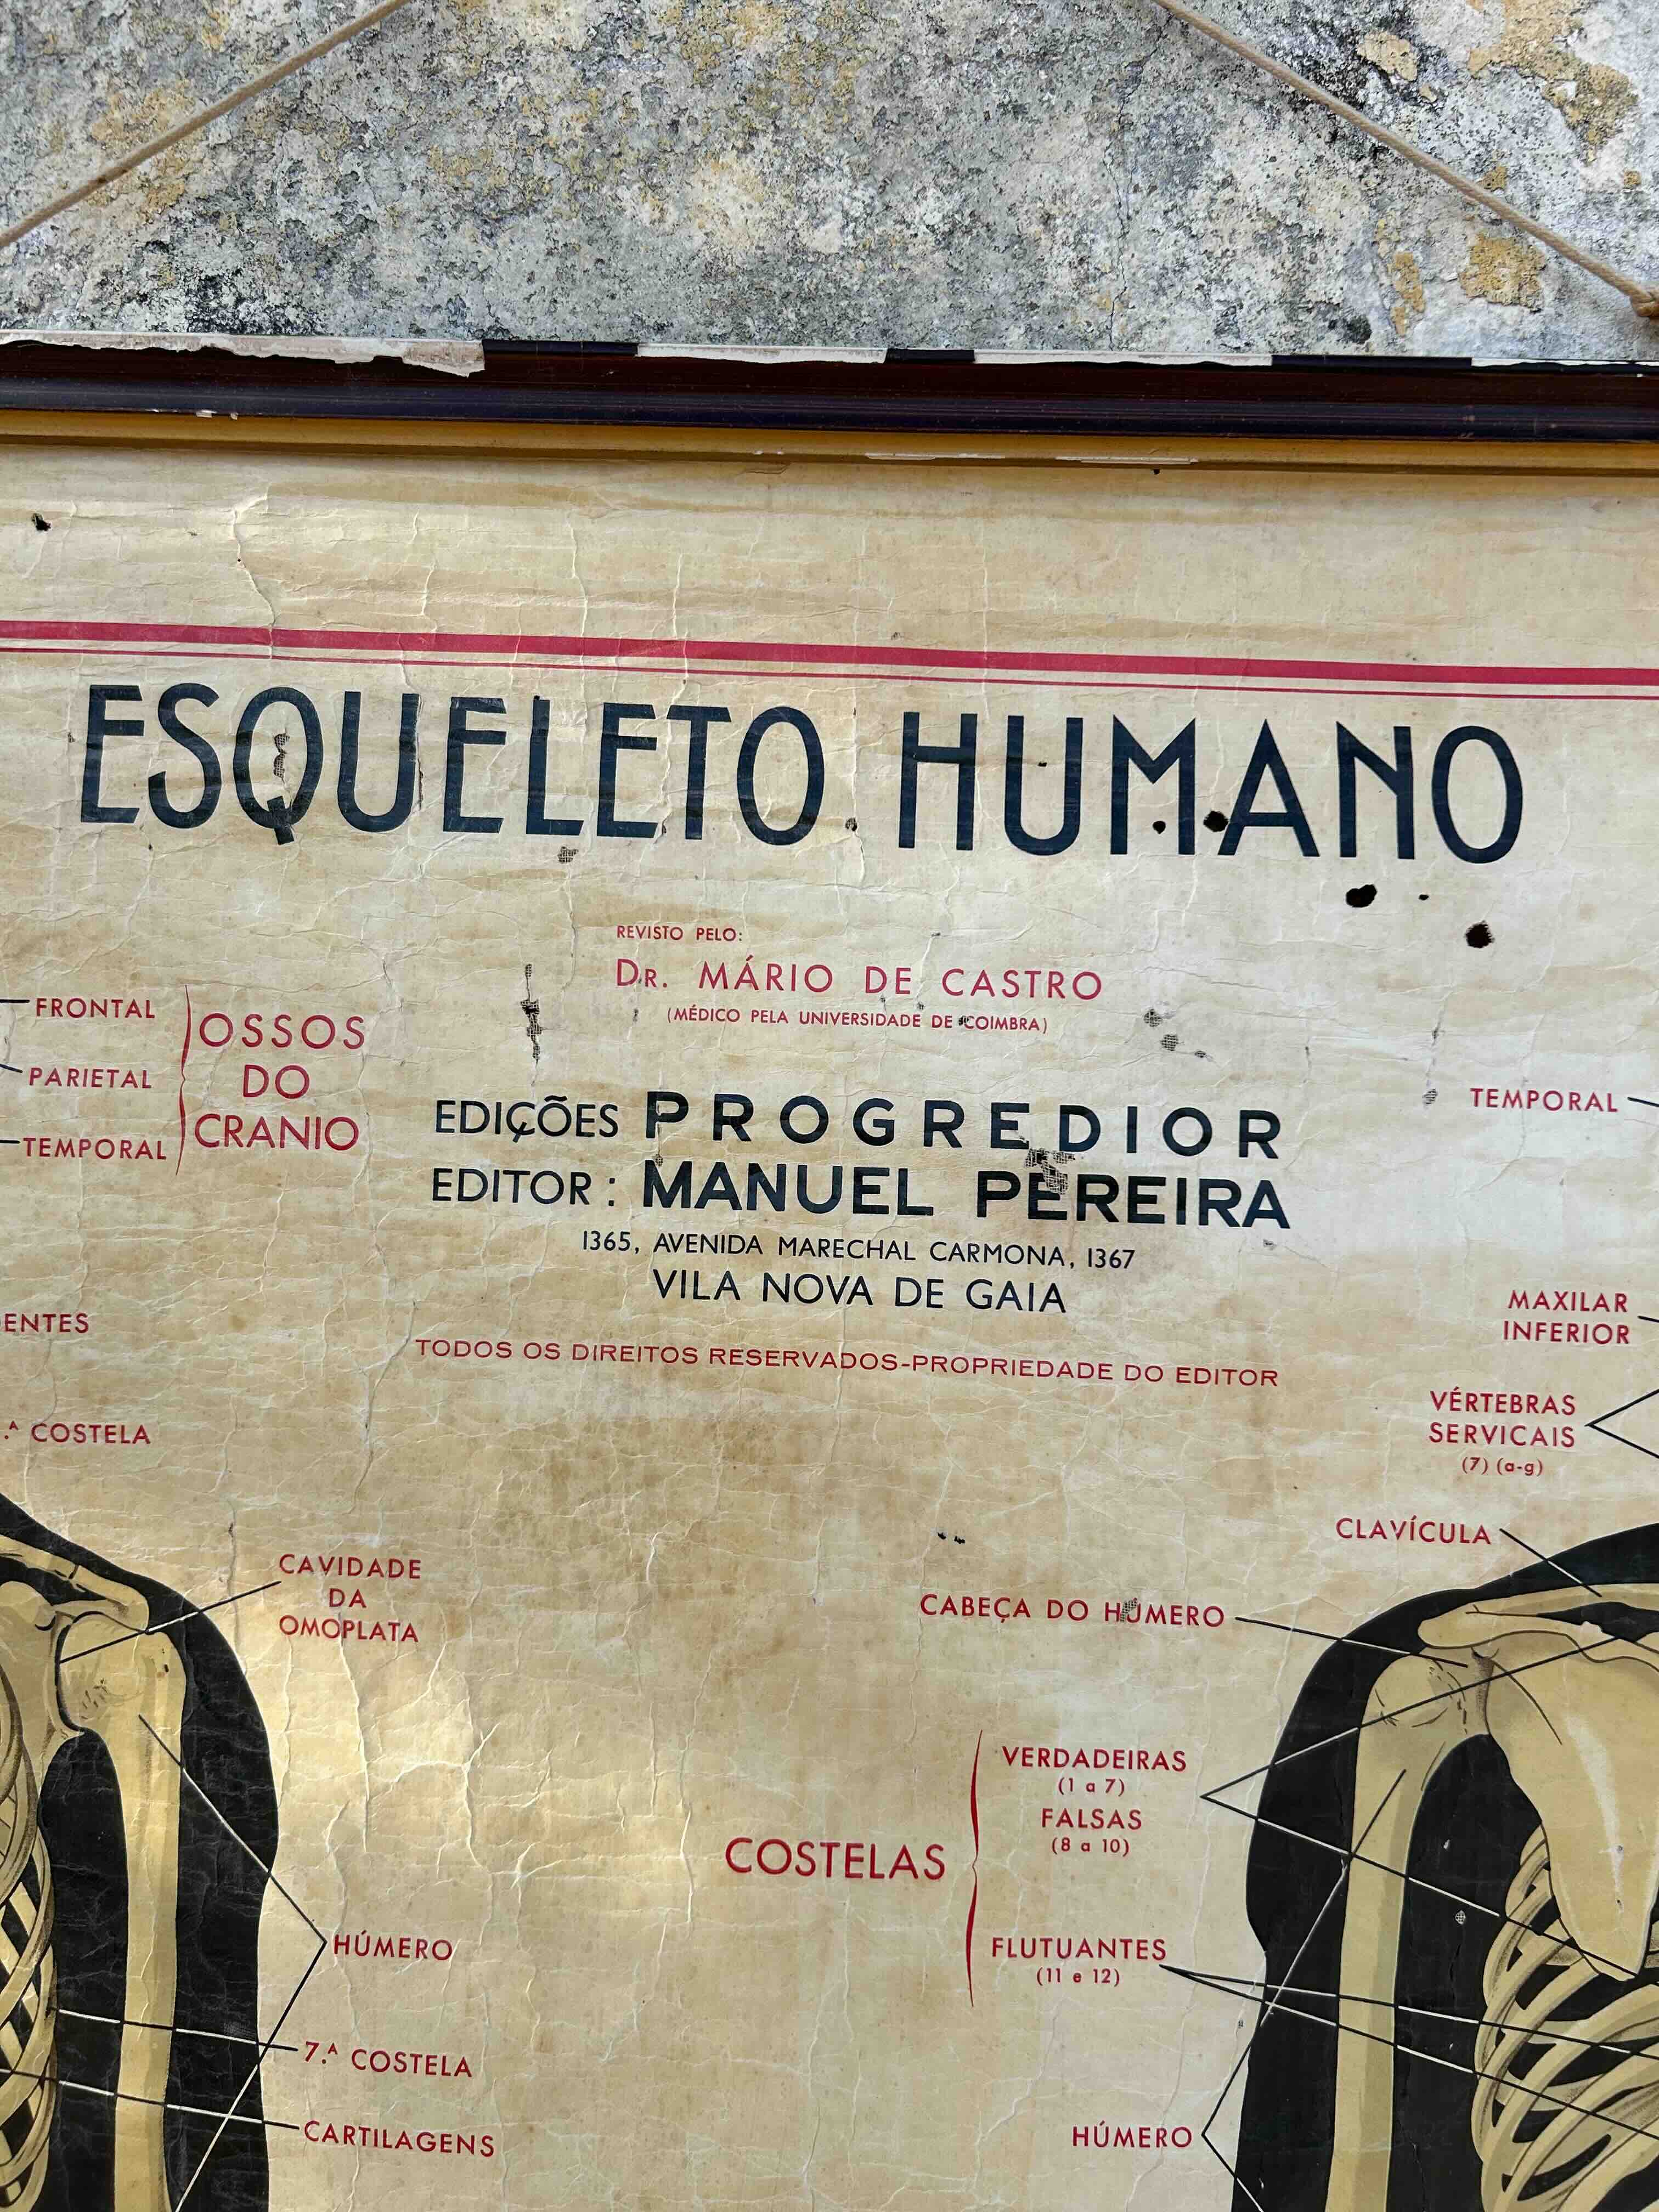 ESQUELETO HUMANO
REVISTO PELO:
DR. MÁRIO DE CASTRO
(MÉDICO PELA UNIVERSIDADE DE COIMBRA)
EDIÇÕES PROGREDIOR
EDITOR: MANUEL PEREIRA
1365, AVENIDA MARECHAL CARMONA, 1367
VILA NOVA DE GAIA
TODOS OS DIREITOS RESERVADOS-PROPRIEDADE DO EDITOR
FRONTAL
PARIETAL
TEMPORAL
OSSOS
DO
CRANIO
ENTES
.ª COSTELA
CAVIDADE
DA
OMOPLATA
HÚMERO
7.ª COSTELA
CARTILAGENS
TEMPORAL
MAXILAR
INFERIOR
VÉRTEBRAS
SERVICAIS
(7) (a-g)
CLAVÍCULA
CABEÇA DO HÚMERO
COSTELAS
VERDADEIRAS
(1 a 7)
FALSAS
(8 a 10)
FLUTUANTES
(11 e 12)
HÚMERO